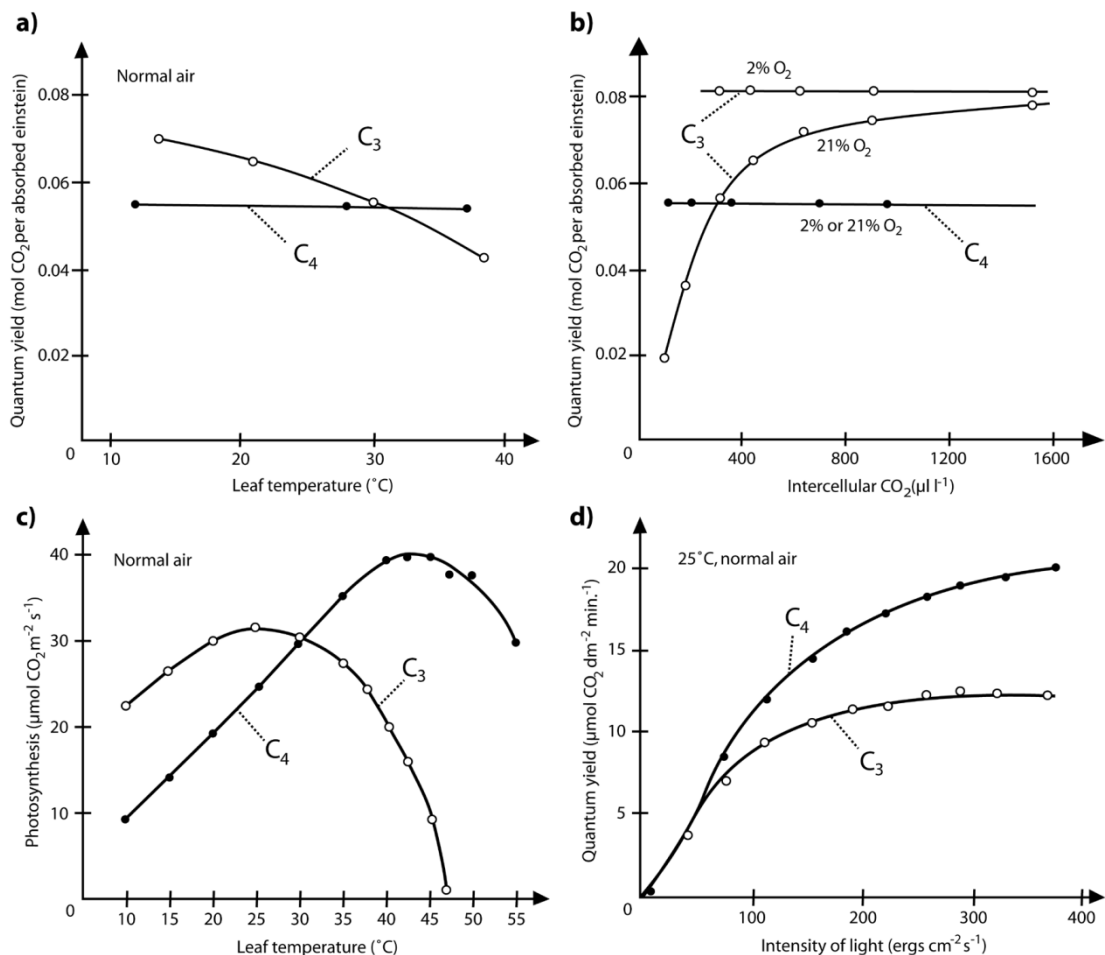 a)
Normal air
Quantum yield (mol CO2 per absorbed einstein)
0.08
0.06
0.04
0.02
0
C3
C4
10
20
30
40
Leaf temperature (˚C)
b)
Quantum yield (mol CO2 per absorbed einstein)
0.08
0.06
0.04
0.02
0
2% O2
C3
21% O2
2% or 21% O2
C4
400
800
1200
1600
Intercellular CO2(µl l-1)
c)
Normal air
Photosynthesis (µmol CO2 m-2 s-1)
40
30
20
10
0
C3
C4
10
15
20
25
30
35
40
45
50
55
Leaf temperature (˚C)
d)
25˚C, normal air
Quantum yield (µmol CO2 dm-2 min.-1)
20
15
10
5
0
C4
C3
100
200
300
400
Intensity of light (ergs cm-2 s-1)